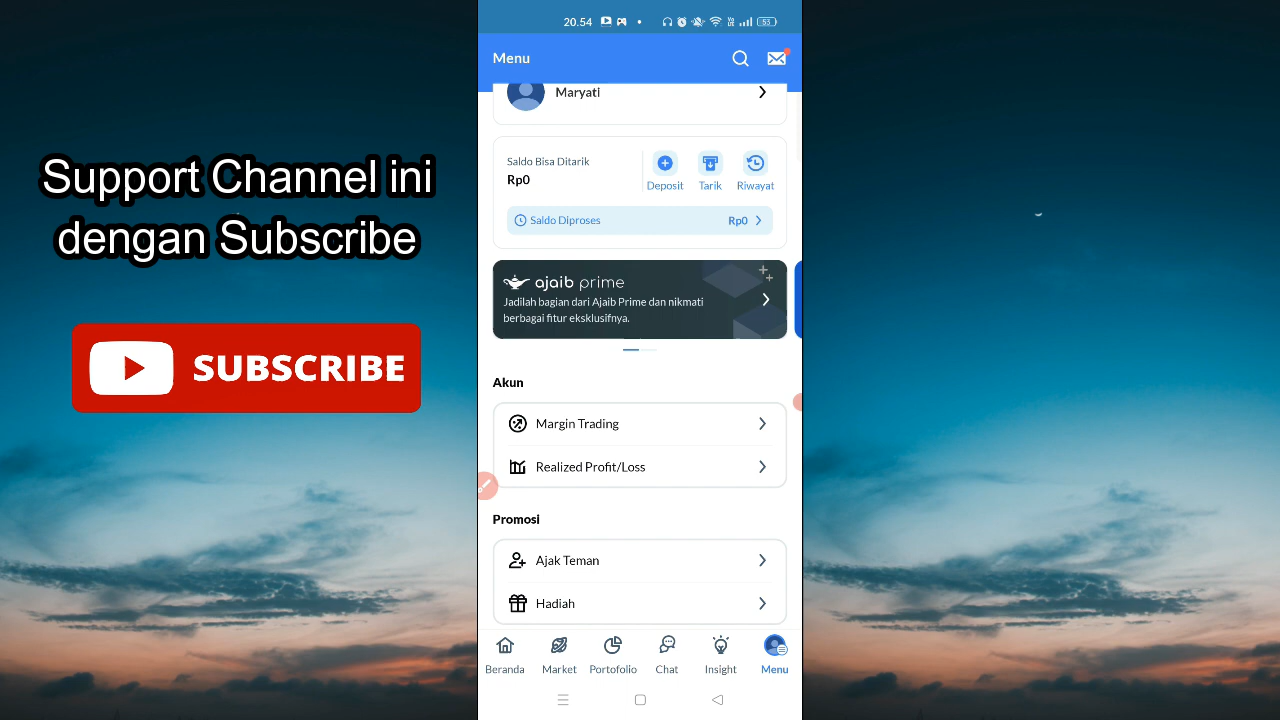 Support Channel ini
dengan Subscribe
SUBSCRIBE
20.54
53
Menu
Maryati
Saldo Bisa Ditarik
Rp0
Deposit
Tarik
Riwayat
Saldo Diproses
Rp0
ajaib prime
Jadilah bagian dari Ajaib Prime dan nikmati
berbagai fitur eksklusifnya.
Akun
Margin Trading
Realized Profit/Loss
Promosi
Ajak Teman
Hadiah
Beranda
Market
Portofolio
Chat
Insight
Menu